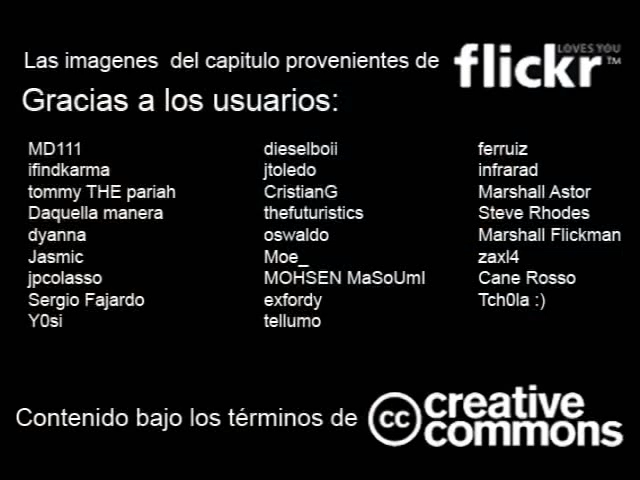 Las imagenes  del capitulo provenientes de flickr LOVES YOU ™
Gracias a los usuarios:
MD111
ifindkarma
tommy THE pariah
Daquella manera
dyanna
Jasmic
jpcolasso
Sergio Fajardo
Y0si
dieselboii
jtoledo
CristianG
thefuturistics
oswaldo
Moe_
MOHSEN MaSoUmI
exfordy
tellumo
ferruiz
infrarad
Marshall Astor
Steve Rhodes
Marshall Flickman
zaxl4
Cane Rosso
Tch0la :)
Contenido bajo los términos de cc creative
commons